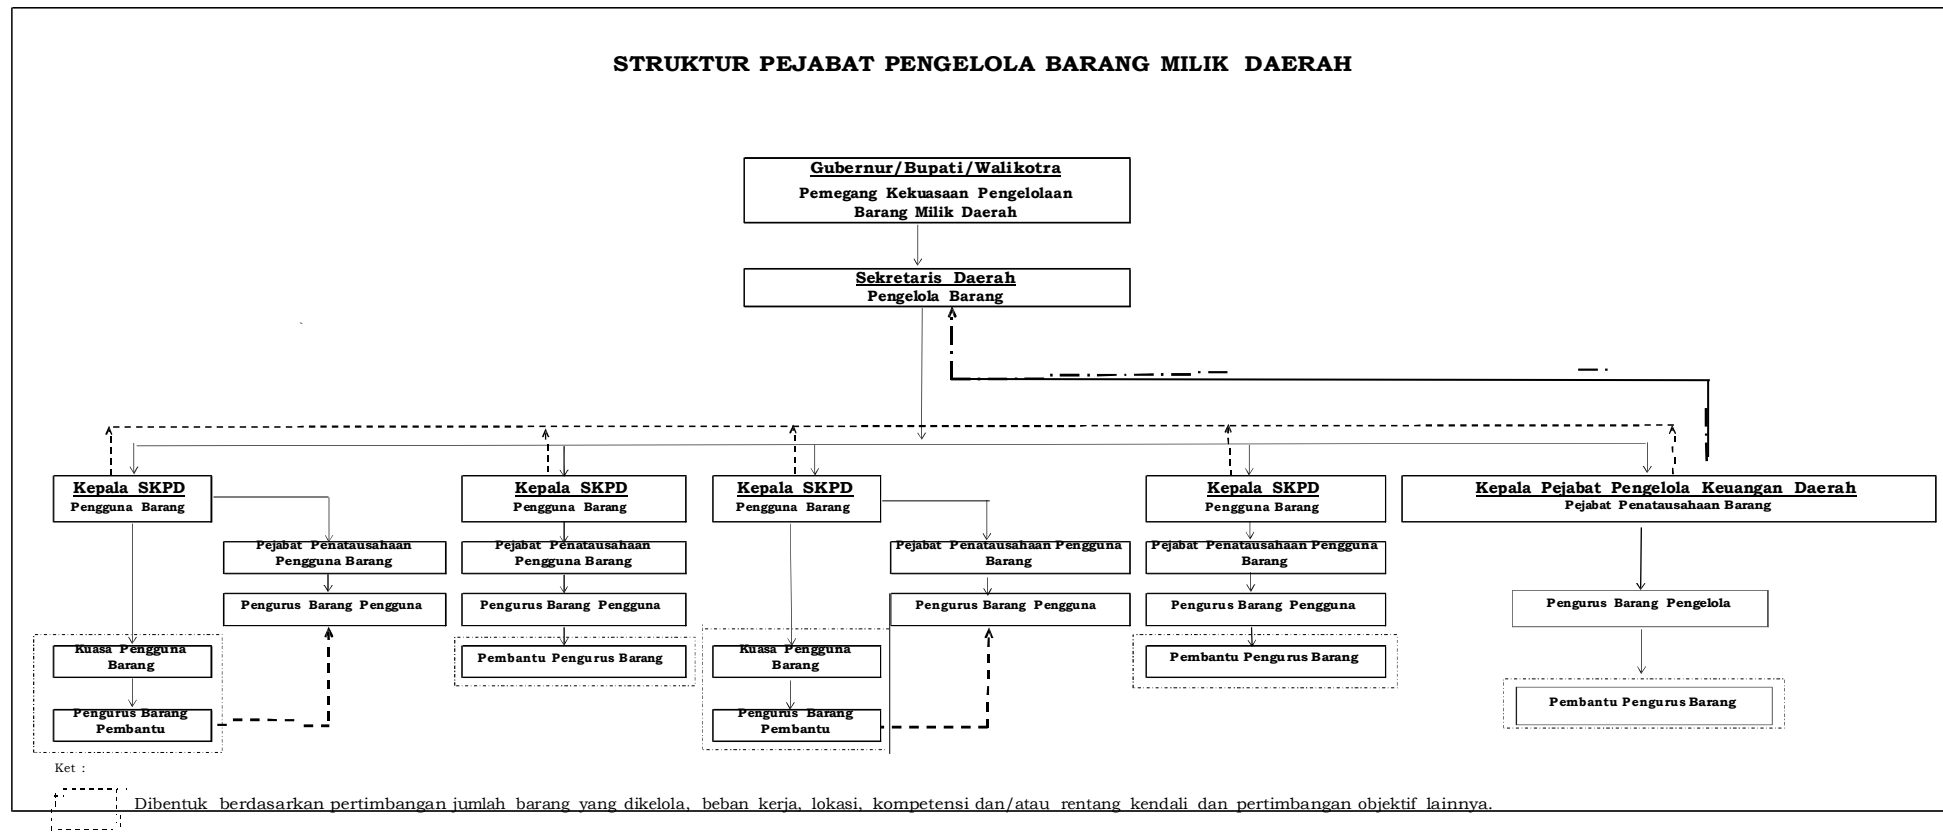 STRUKTUR PEJABAT PENGELOLA BARANG MILIK DAERAH
Gubernur/Bupati/Walikotra
Pemegang Kekuasaan Pengelolaan
Barang Milik Daerah
Sekretaris Daerah
Pengelola Barang
Kepala SKPD
Pengguna Barang
Kepala SKPD
Pengguna Barang
Kepala SKPD
Pengguna Barang
Kepala SKPD
Pengguna Barang
Kepala Pejabat Pengelola Keuangan Daerah
Pejabat Penatausahaan Barang
Pejabat Penatausahaan
Pengguna Barang
Pejabat Penatausahaan
Pengguna Barang
Pejabat Penatausahaan Pengguna
Barang
Pejabat Penatausahaan Pengguna
Barang
Pengurus Barang Pengguna
Pengurus Barang Pengguna
Pengurus Barang Pengguna
Pengurus Barang Pengguna
Pengurus Barang Pengelola
Kuasa Pengguna
Barang
Pembantu Pengurus Barang
Kuasa Pengguna
Barang
Pembantu Pengurus Barang
Pembantu Pengurus Barang
Pengurus Barang
Pembantu
Pengurus Barang
Pembantu
Ket :
Dibentuk berdasarkan pertimbangan jumlah barang yang dikelola, beban kerja, lokasi, kompetensi dan/atau rentang kendali dan pertimbangan objektif lainnya.